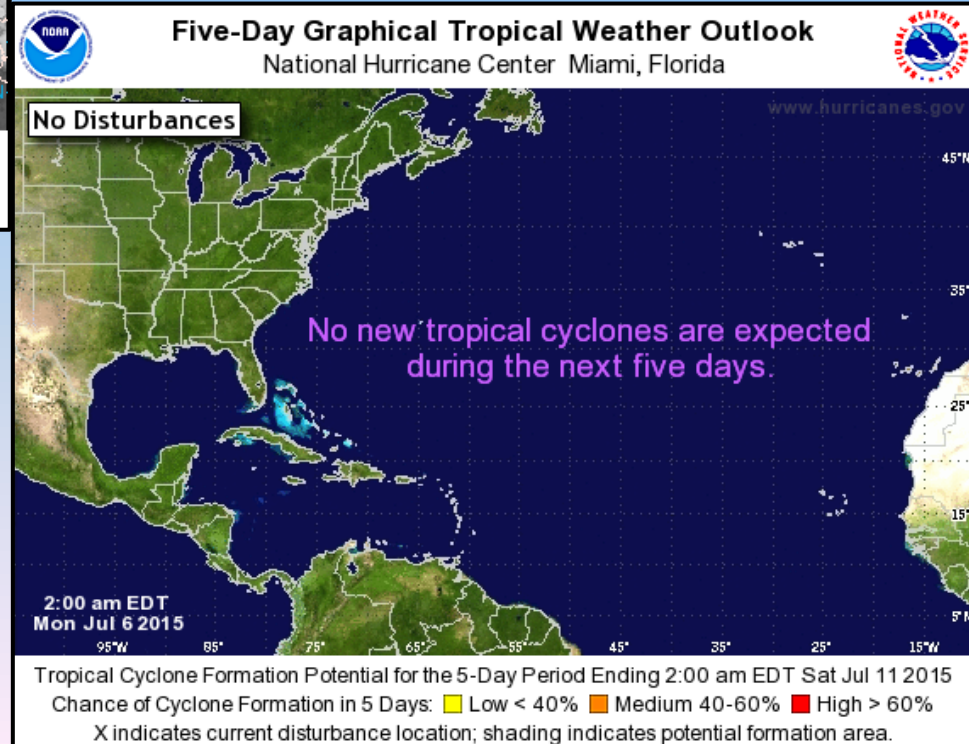 NOAA
Five-Day Graphical Tropical Weather Outlook
National Hurricane Center Miami, Florida
NATIONAL WEATHER SERVICE
No Disturbances
www.hurricanes.gov
45°N
35°
No new tropical cyclones are expected
during the next five days.
25°
15°
2:00 am EDT
Mon Jul 6 2015
5°N
95°W 85° 75° 65° 55° 45° 35° 25° 15°W
Tropical Cyclone Formation Potential for the 5-Day Period Ending 2:00 am EDT Sat Jul 11 2015
Chance of Cyclone Formation in 5 Days: Low < 40% Medium 40-60% High > 60%
X indicates current disturbance location; shading indicates potential formation area.